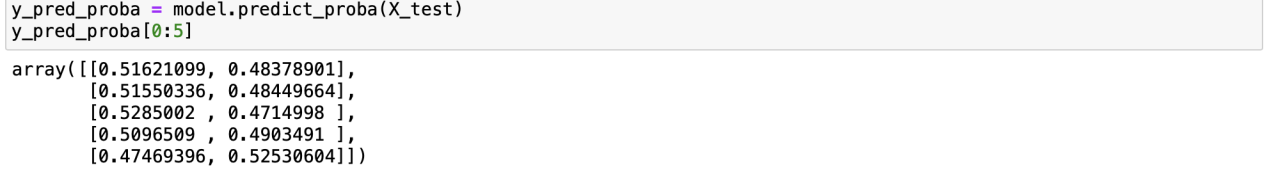 y_pred_proba = model.predict_proba(X_test)
y_pred_proba[0:5]
array([[0.51621099, 0.48378901],
       [0.51550336, 0.48449664],
       [0.5285002 , 0.4714998 ],
       [0.5096509 , 0.4903491 ],
       [0.47469396, 0.52530604]])